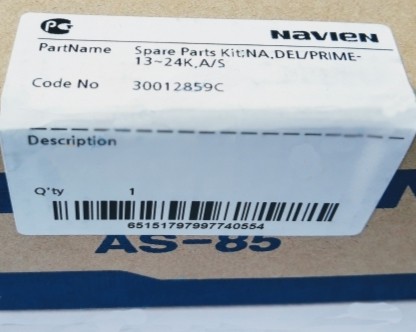 NAVIEN
PartName Spare Parts Kit:NA,DEL/PRIME-
13~24K,A/S
Code No 30012859C
Description
Q'ty 1
65151797997740554
AS-85